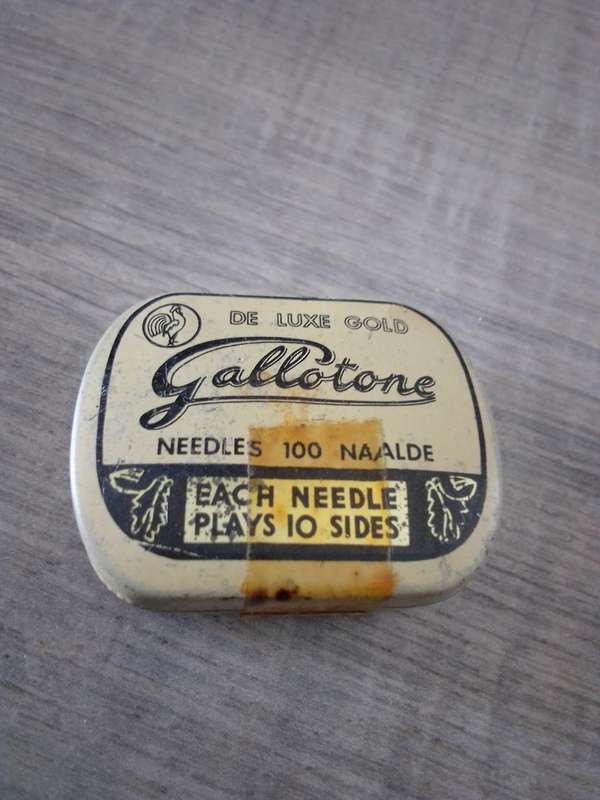 DE LUXE GOLD
Gallotone
NEEDLES 100 NAALDE
EACH NEEDLE
PLAYS 10 SIDES